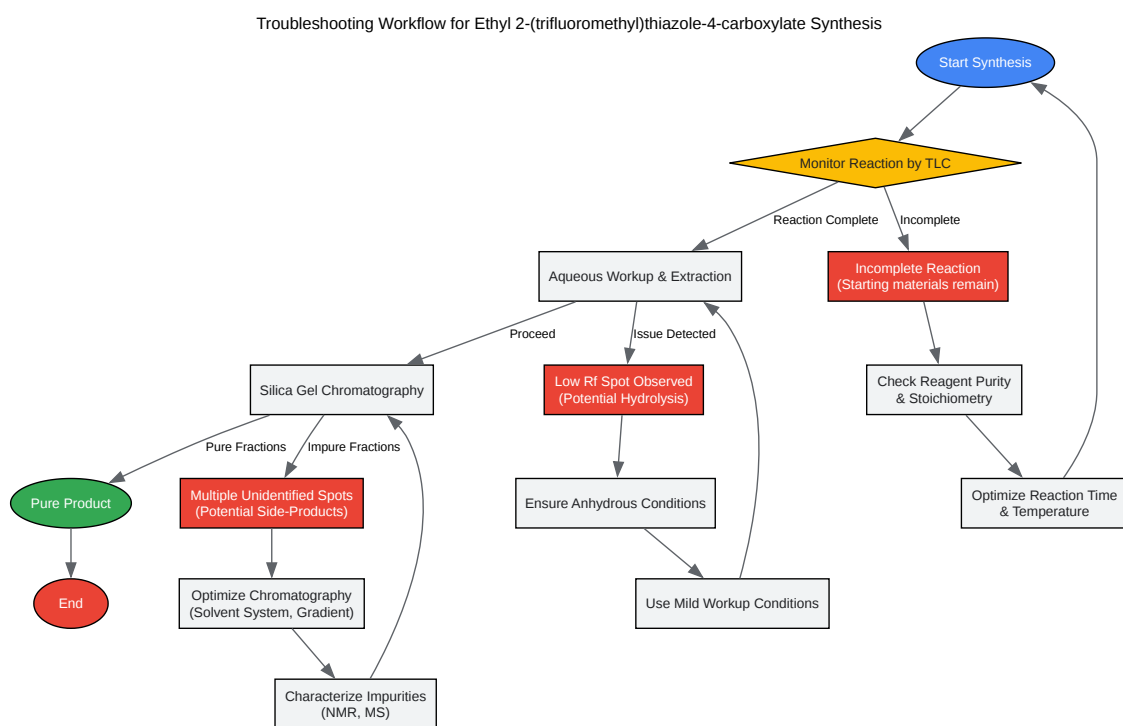 Troubleshooting Workflow for Ethyl 2-(trifluoromethyl)thiazole-4-carboxylate Synthesis
Start Synthesis
Monitor Reaction by TLC
Reaction Complete
Incomplete
Aqueous Workup & Extraction
Incomplete Reaction
(Starting materials remain)
Proceed
Issue Detected
Silica Gel Chromatography
Low Rf Spot Observed
(Potential Hydrolysis)
Check Reagent Purity
& Stoichiometry
Pure Fractions
Impure Fractions
Pure Product
Multiple Unidentified Spots
(Potential Side-Products)
Ensure Anhydrous Conditions
Optimize Reaction Time
& Temperature
End
Optimize Chromatography
(Solvent System, Gradient)
Use Mild Workup Conditions
Characterize Impurities
(NMR, MS)